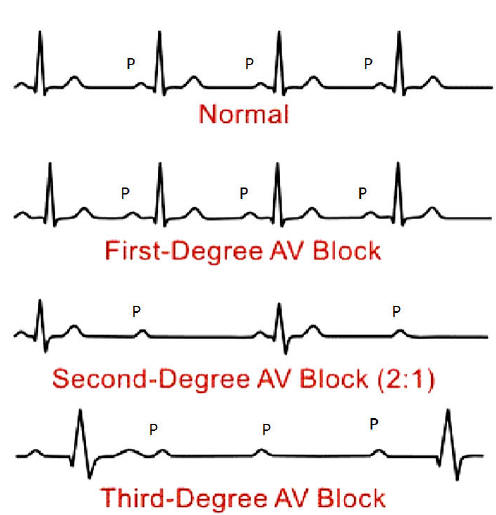 P P P
Normal
P P P
First-Degree AV Block
P P
Second-Degree AV Block (2:1)
P P P
Third-Degree AV Block